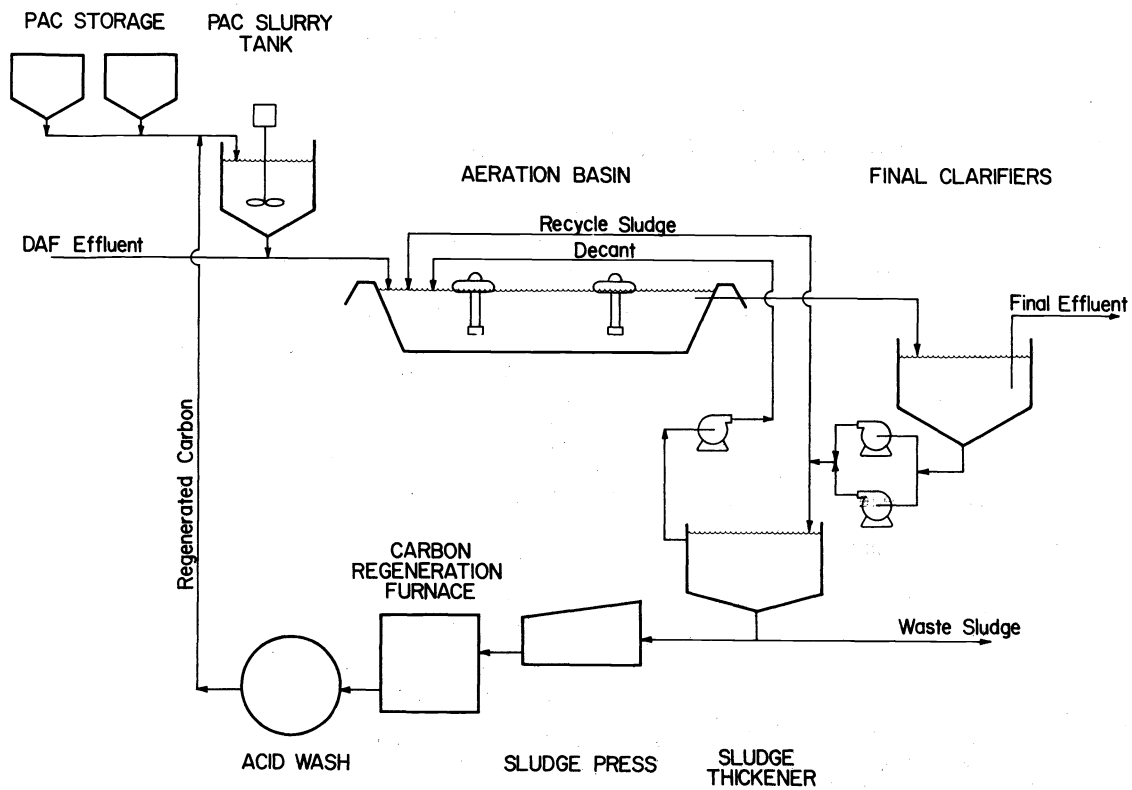 PAC STORAGE
PAC SLURRY
TANK
AERATION BASIN
FINAL CLARIFIERS
Recycle Sludge
DAF Effluent
Decant
Final Effluent
Regenerated Carbon
CARBON
REGENERATION
FURNACE
Waste Sludge
ACID WASH
SLUDGE PRESS
SLUDGE
THICKENER